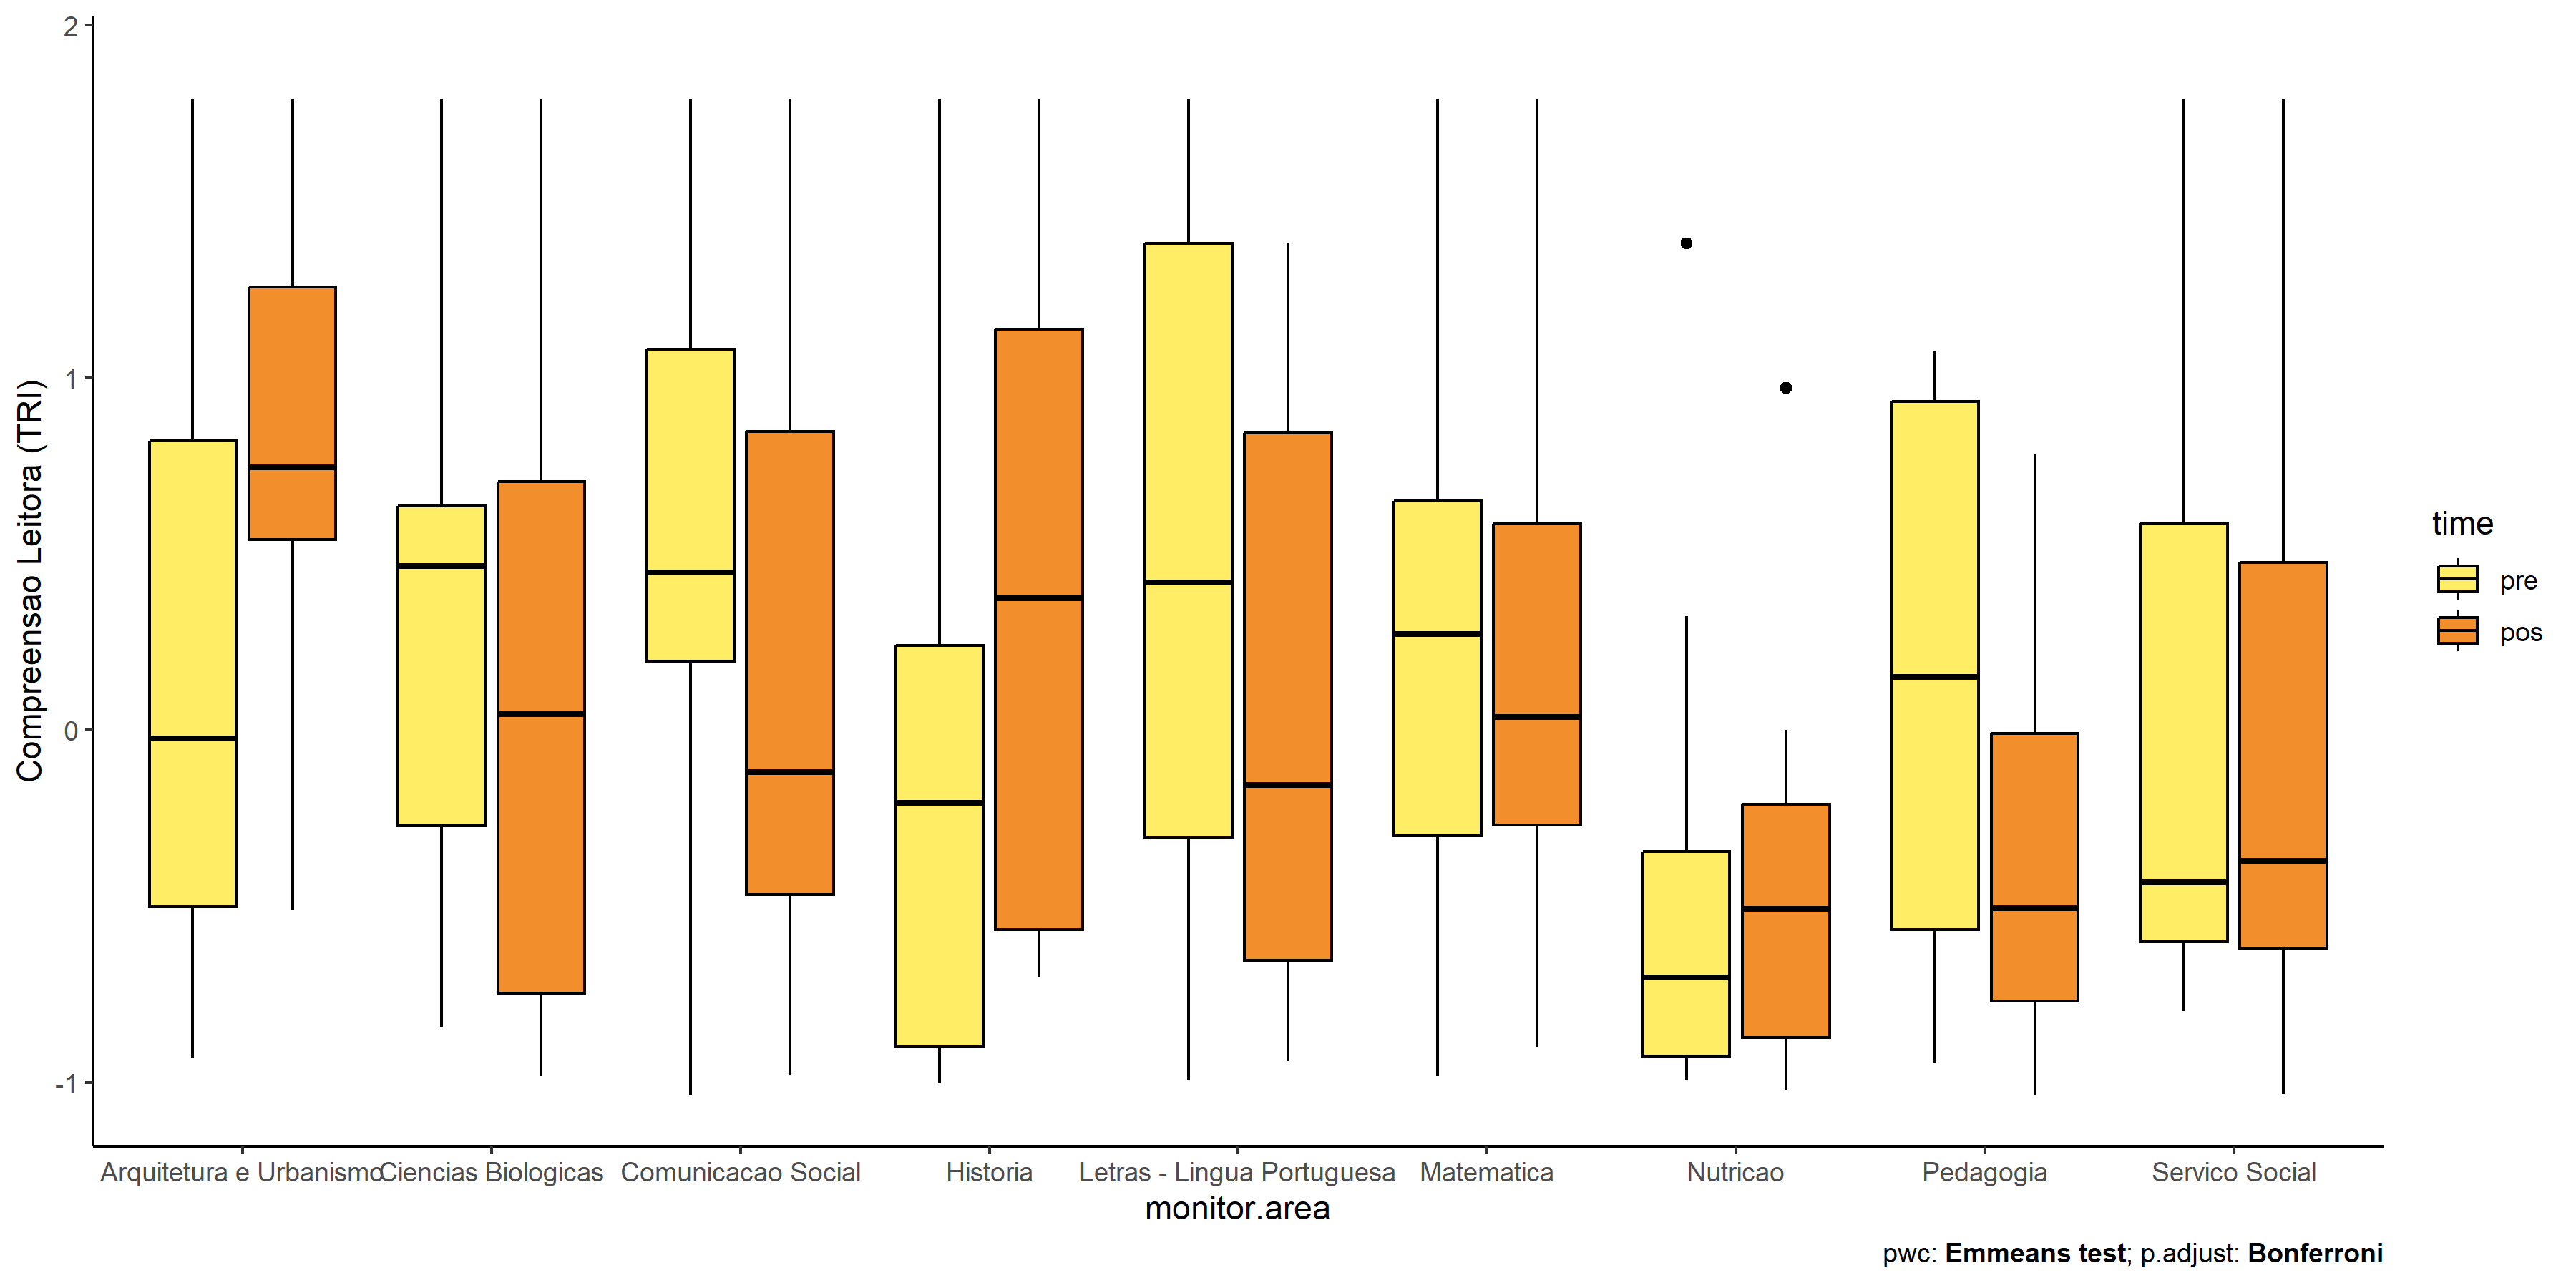 2
1
0
-1
Compreensao Leitora (TRI)
Arquitetura e Urbanismo
Ciencias Biologicas
Comunicacao Social
Historia
Letras - Lingua Portuguesa
Matematica
Nutricao
Pedagogia
Servico Social
monitor.area
time
pre
pos
pwc: Emmeans test; p.adjust: Bonferroni